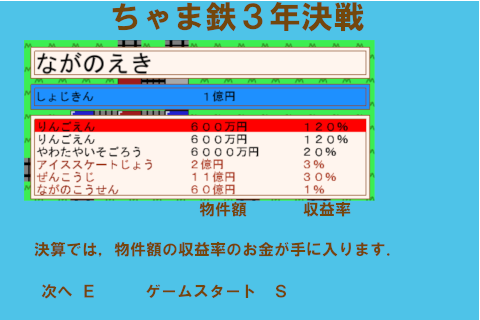 ちゃま鉄３年決戦
ながのえき
しょじきん １億円
りんごえん ６００万円 １２０％
りんごえん ６００万円 １２０％
やわたやいそごろう ６０００万円 ２０％
アイススケートじょう ２億円 ３％
ぜんこうじ １１億円 ３０％
ながのこうせん ６０億円 １％
物件額 収益率
決算では，物件額の収益率のお金が手に入ります．
次へ Ｅ ゲームスタート Ｓ